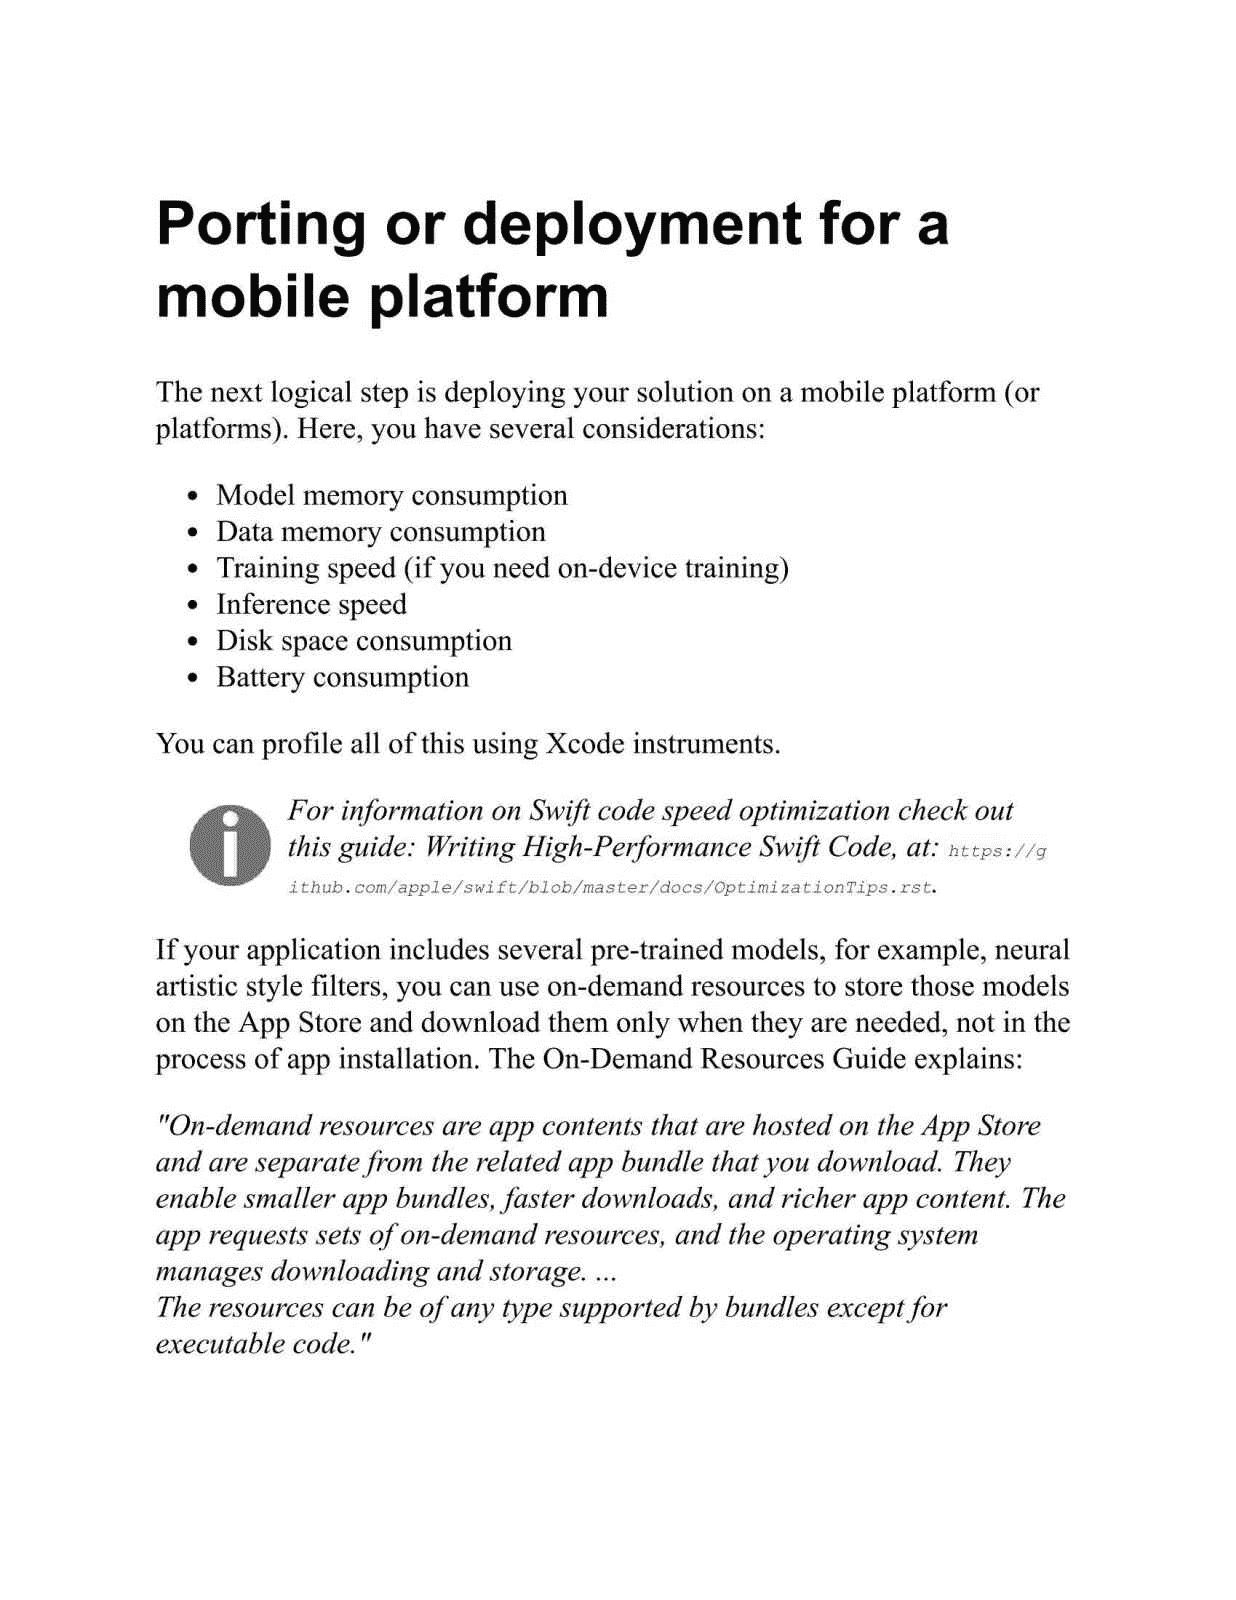 Porting or deployment for a
mobile platform
The next logical step is deploying your solution on a mobile platform (or
platforms). Here, you have several considerations:
• Model memory consumption
• Data memory consumption
• Training speed (if you need on-device training)
• Inference speed
• Disk space consumption
• Battery consumption
You can profile all of this using Xcode instruments.
For information on Swift code speed optimization check out
this guide: Writing High-Performance Swift Code, at: https://g
ithub.com/apple/swift/blob/master/docs/OptimizationTips.rst.
If your application includes several pre-trained models, for example, neural
artistic style filters, you can use on-demand resources to store those models
on the App Store and download them only when they are needed, not in the
process of app installation. The On-Demand Resources Guide explains:
"On-demand resources are app contents that are hosted on the App Store
and are separate from the related app bundle that you download. They
enable smaller app bundles, faster downloads, and richer app content. The
app requests sets of on-demand resources, and the operating system
manages downloading and storage. ...
The resources can be of any type supported by bundles except for
executable code."